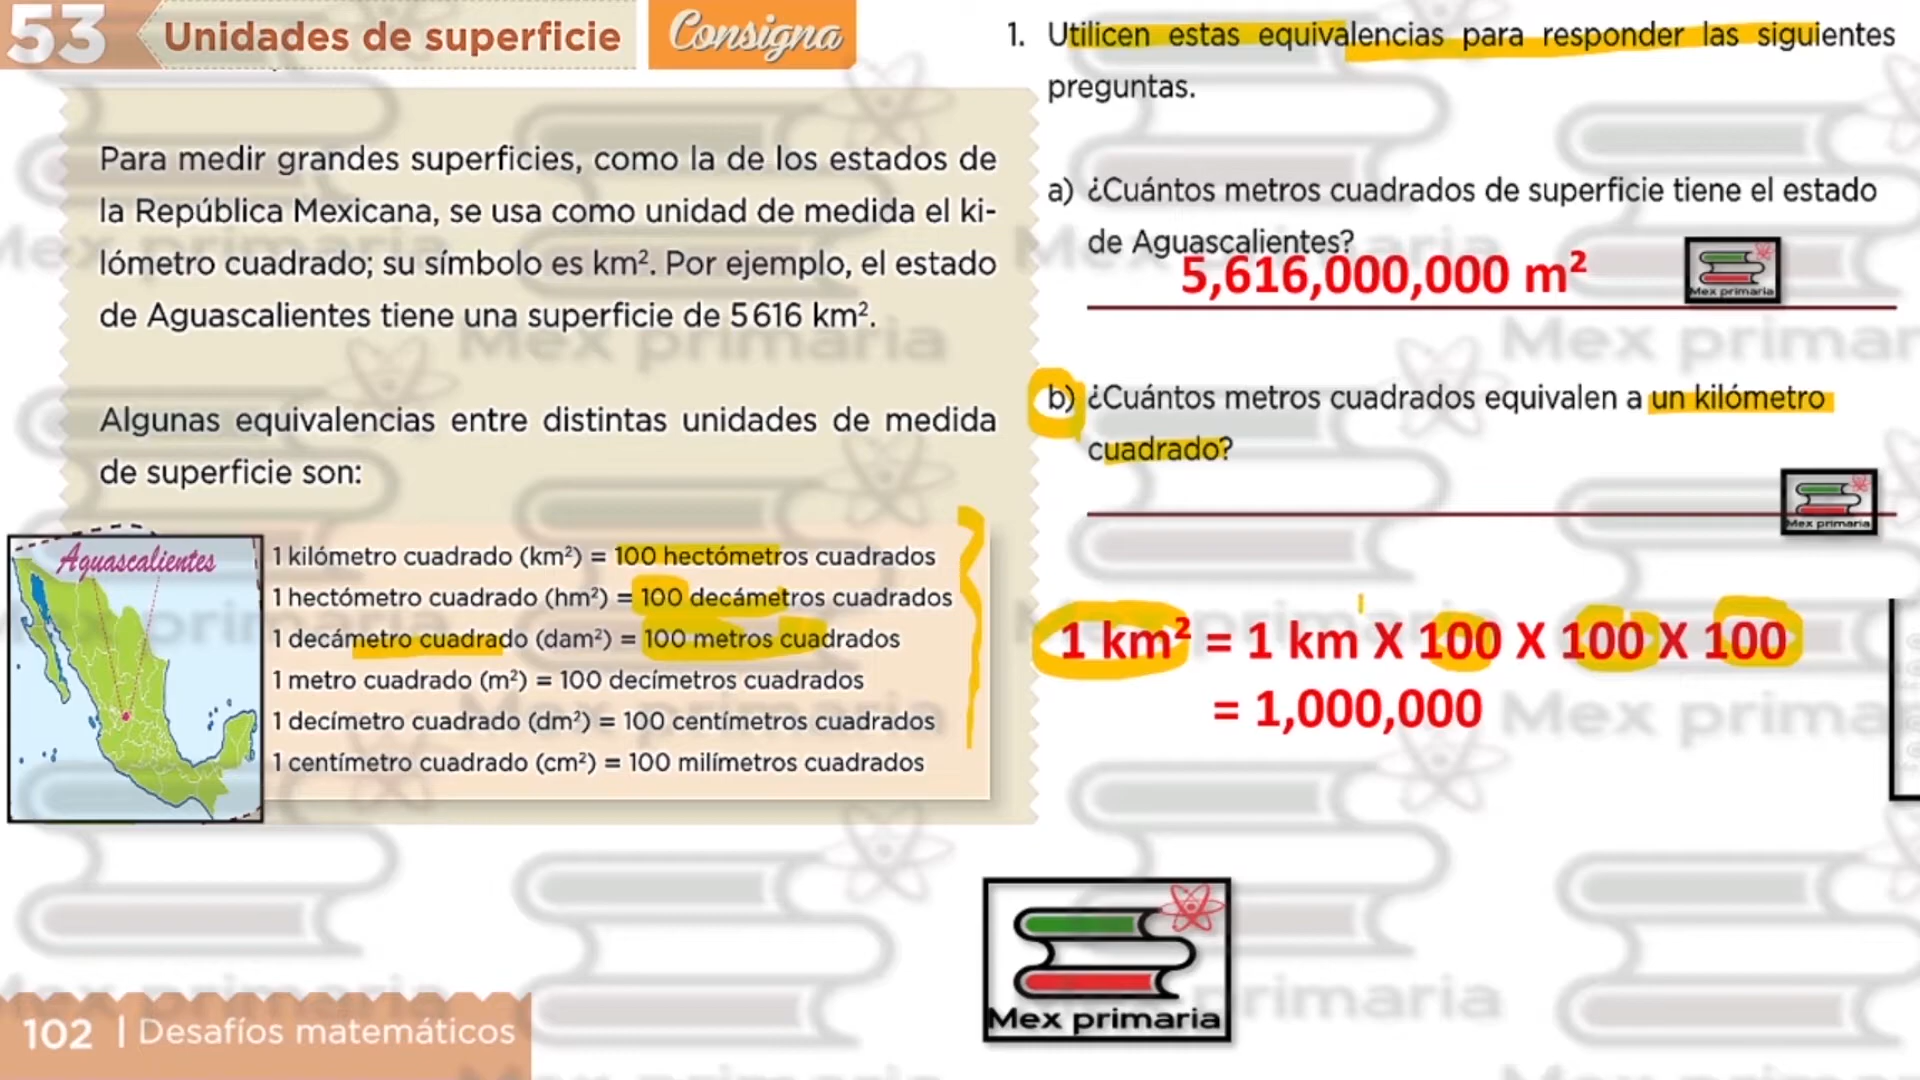 53 Unidades de superficie Consigna
Para medir grandes superficies, como la de los estados de
la República Mexicana, se usa como unidad de medida el ki-
lómetro cuadrado; su símbolo es km². Por ejemplo, el estado
de Aguascalientes tiene una superficie de 5616 km².
Algunas equivalencias entre distintas unidades de medida
de superficie son:
Aguascalientes
1 kilómetro cuadrado (km²) = 100 hectómetros cuadrados
1 hectómetro cuadrado (hm²) = 100 decámetros cuadrados
1 decámetro cuadrado (dam²) = 100 metros cuadrados
1 metro cuadrado (m²) = 100 decímetros cuadrados
1 decímetro cuadrado (dm²) = 100 centímetros cuadrados
1 centímetro cuadrado (cm²) = 100 milímetros cuadrados
102 | Desafíos matemáticos
1. Utilicen estas equivalencias para responder las siguientes
preguntas.
a) ¿Cuántos metros cuadrados de superficie tiene el estado
de Aguascalientes?
5,616,000,000 m²
Mex primaria
b) ¿Cuántos metros cuadrados equivalen a un kilómetro
cuadrado?
Mex primaria
1 km² = 1 km X 100 X 100 X 100
= 1,000,000
Mex primaria